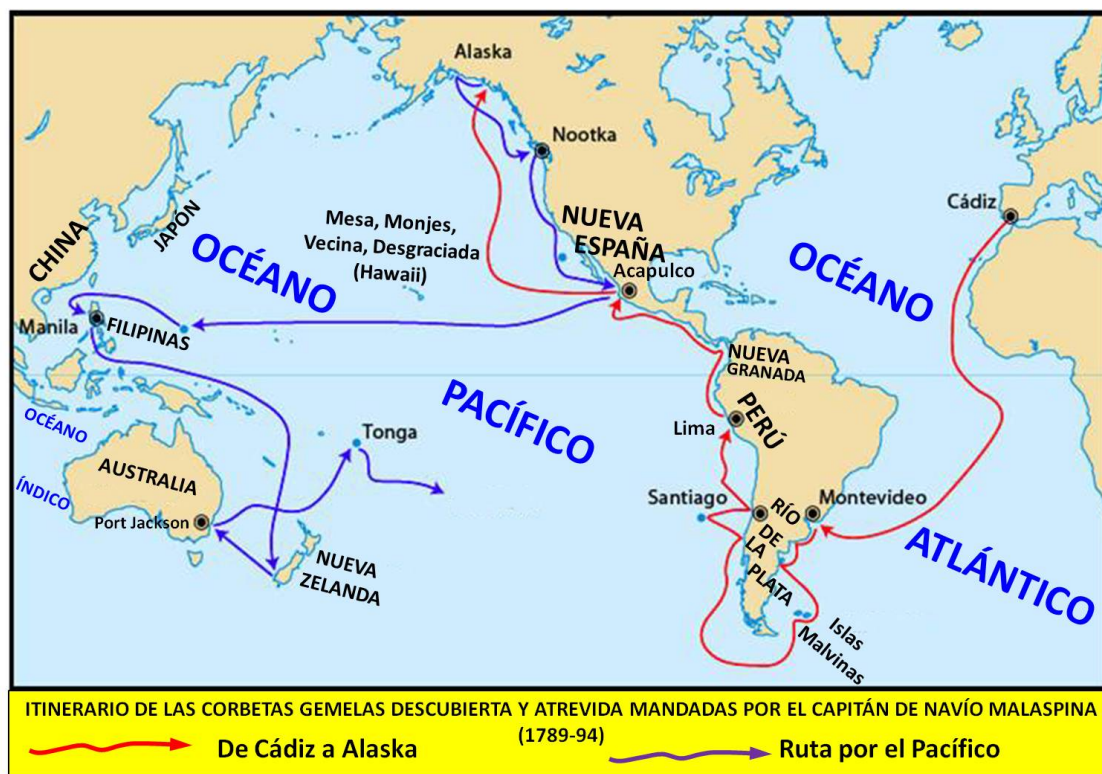 Alaska
Nootka
Cádiz
NUEVA
ESPAÑA
Acapulco
Mesa, Monjes,
Vecina, Desgraciada
(Hawaii)
JAPÓN
CHINA
OCÉANO
OCÉANO
Manila
FILIPINAS
NUEVA
GRANADA
PACÍFICO
PERÚ
Lima
OCÉANO
ÍNDICO
Tonga
AUSTRALIA
Port Jackson
Santiago
Montevideo
RÍO
DE
LA
PLATA
ATLÁNTICO
NUEVA
ZELANDA
Islas
Malvinas
ITINERARIO DE LAS CORBETAS GEMELAS DESCUBIERTA Y ATREVIDA MANDADAS POR EL CAPITÁN DE NAVÍO MALASPINA
(1789-94)
De Cádiz a Alaska
Ruta por el Pacífico